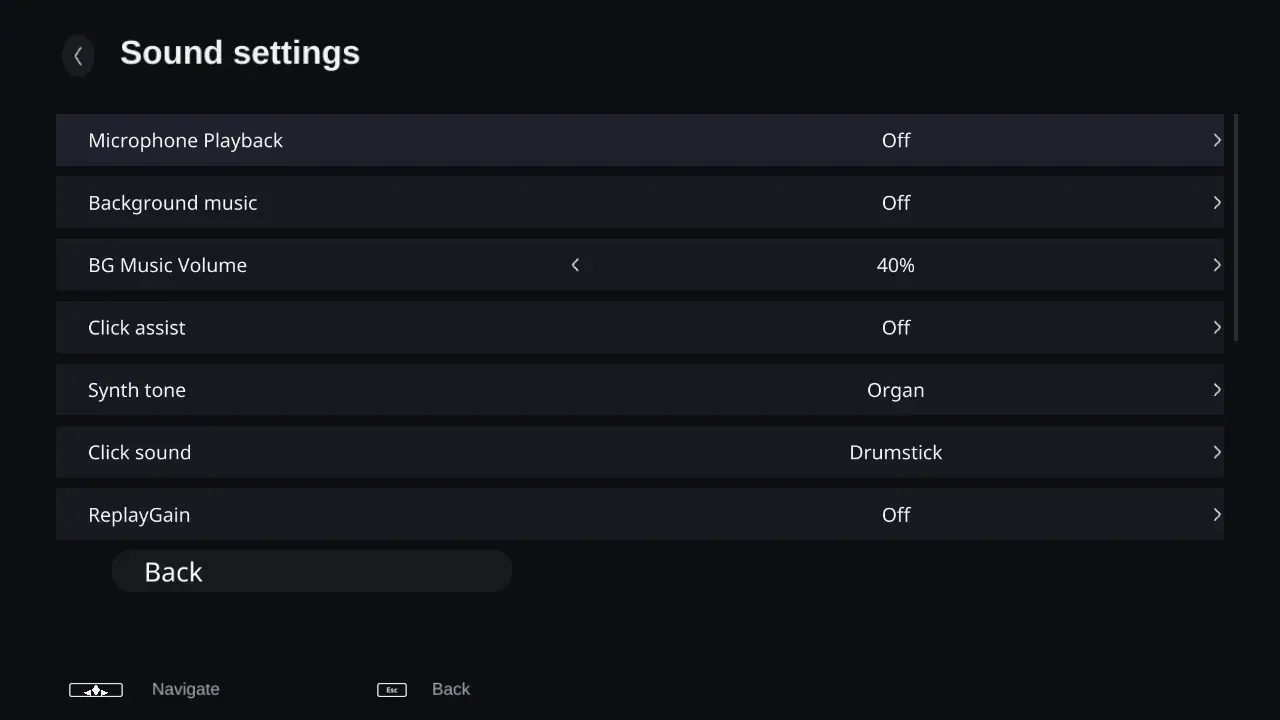 Sound settings
Microphone Playback Off
Background music Off
BG Music Volume 40%
Click assist Off
Synth tone Organ
Click sound Drumstick
ReplayGain Off
Back
Navigate Esc Back